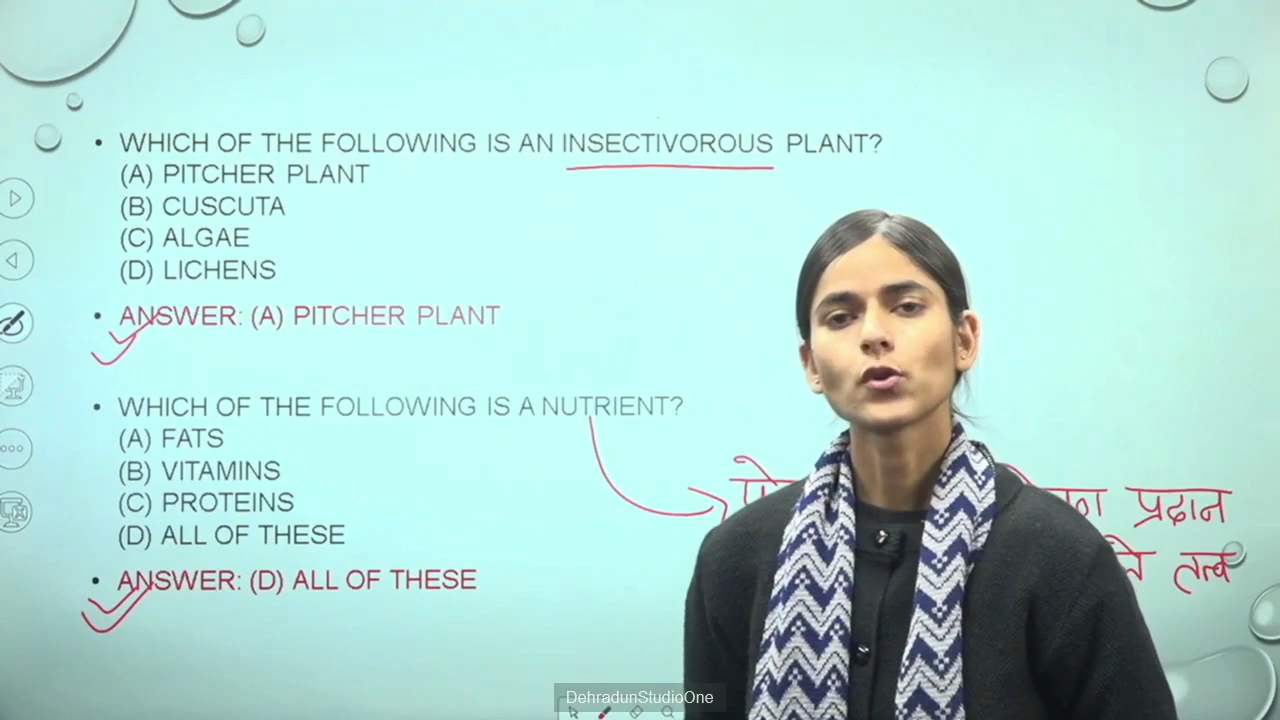 • WHICH OF THE FOLLOWING IS AN INSECTIVOROUS PLANT?
(A) PITCHER PLANT
(B) CUSCUTA
(C) ALGAE
(D) LICHENS
• ANSWER: (A) PITCHER PLANT
• WHICH OF THE FOLLOWING IS A NUTRIENT?
(A) FATS
(B) VITAMINS
(C) PROTEINS
(D) ALL OF THESE
प्रदान
• ANSWER: (D) ALL OF THESE
तत्व
DehradunStudioOne